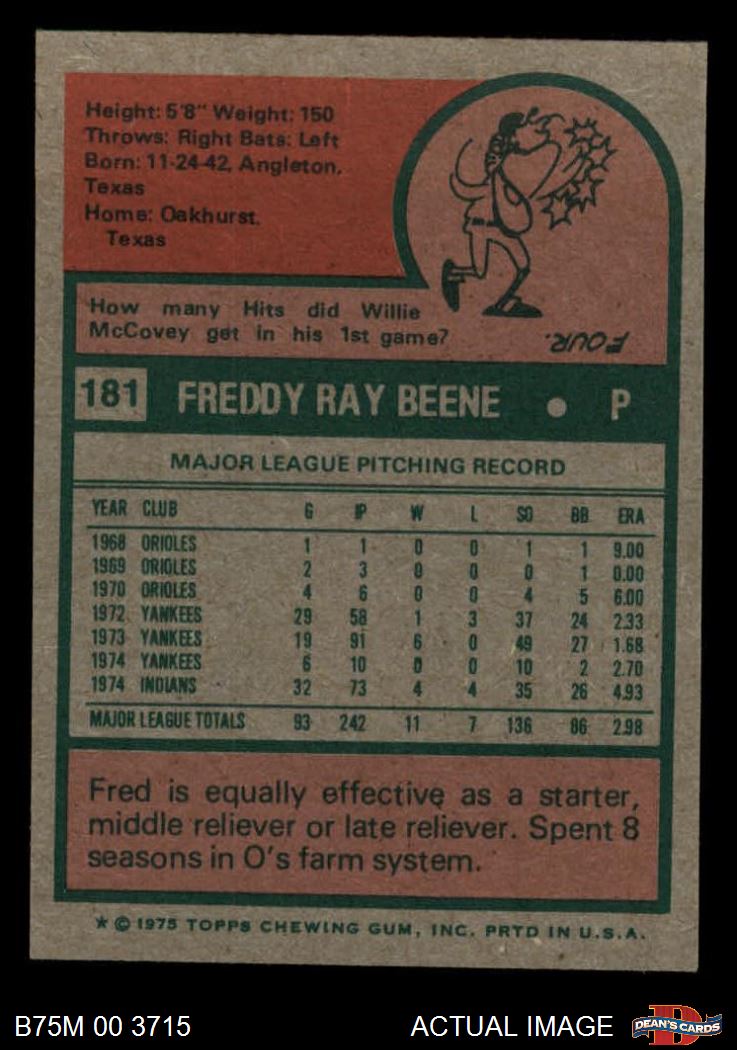 Height: 5'8" Weight: 150
Throws: Right Bats: Left
Born: 11-24-42, Angleton,
Texas
Home: Oakhurst,
Texas
How many Hits did Willie
McCovey get in his 1st game?
FOUR.
181 FREDDY RAY BEENE • P
MAJOR LEAGUE PITCHING RECORD
YEAR CLUB G IP W L SO BB ERA
1968 ORIOLES 1 1 0 0 1 1 9.00
1969 ORIOLES 2 3 0 0 0 1 0.00
1970 ORIOLES 4 6 0 0 4 5 6.00
1972 YANKEES 29 58 1 3 37 24 2.33
1973 YANKEES 19 91 6 0 49 27 1.68
1974 YANKEES 6 10 0 0 10 2 2.70
1974 INDIANS 32 73 4 4 35 26 4.93
MAJOR LEAGUE TOTALS 93 242 11 7 136 86 2.98
Fred is equally effective as a starter,
middle reliever or late reliever. Spent 8
seasons in O's farm system.
★ © 1975 TOPPS CHEWING GUM, INC. PRTD IN U.S.A.
B75M 00 3715 ACTUAL IMAGE
D
DEAN'S CARDS